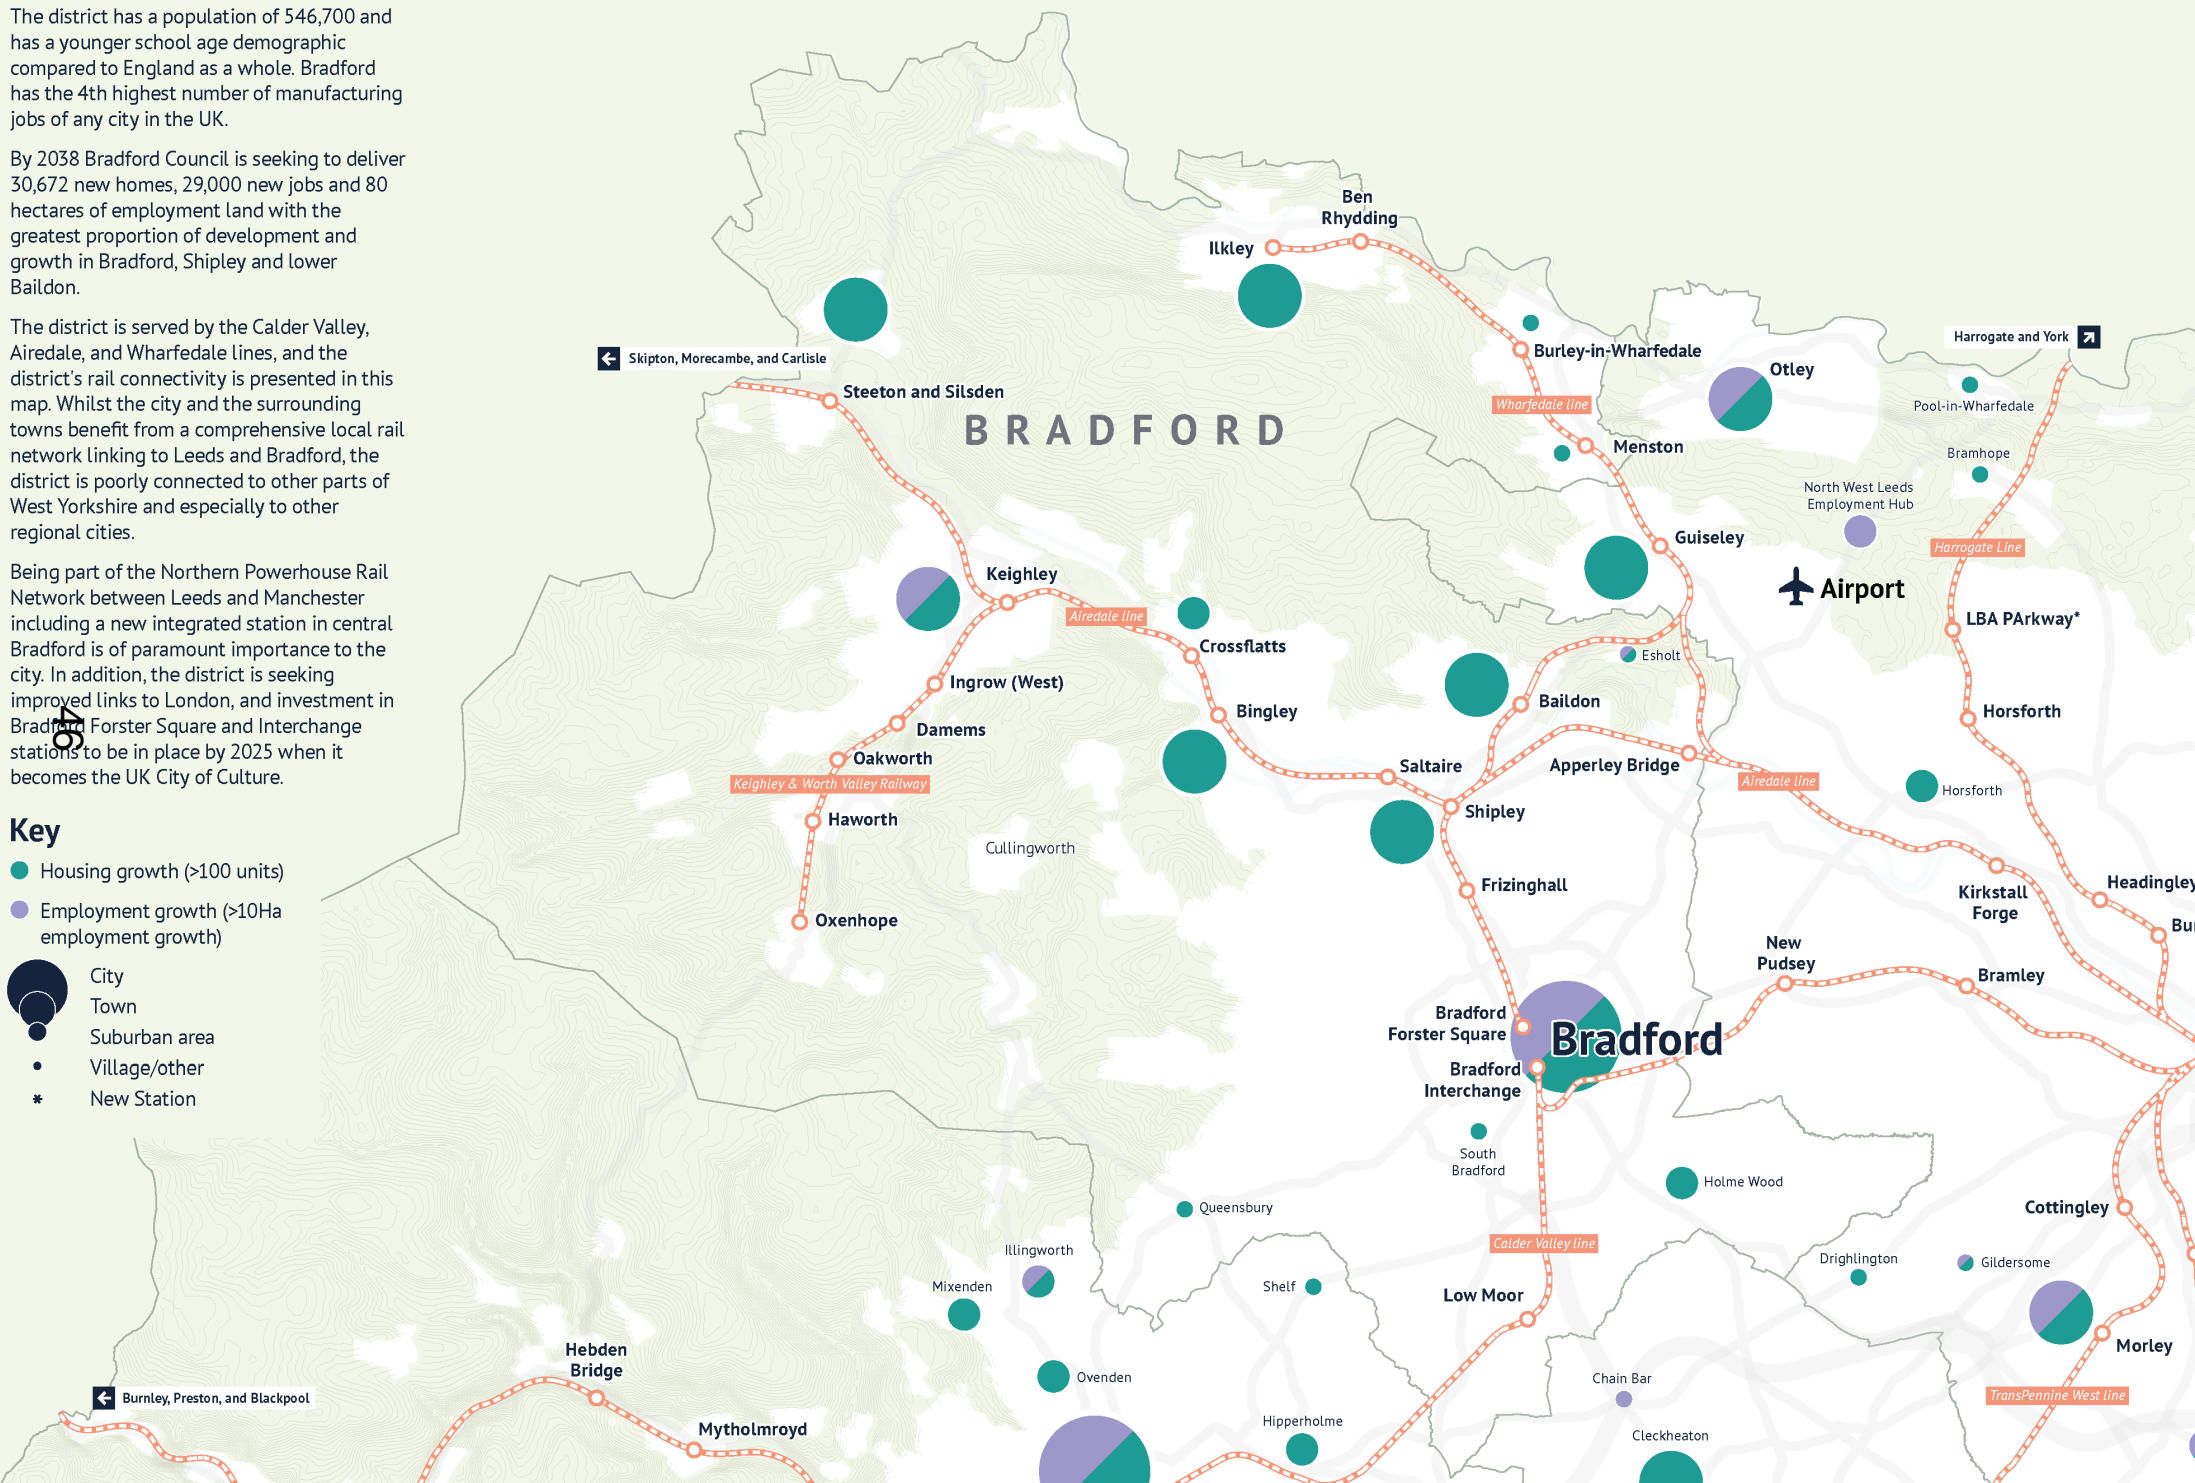 The district has a population of 546,700 and
has a younger school age demographic
compared to England as a whole. Bradford
has the 4th highest number of manufacturing
jobs of any city in the UK.
By 2038 Bradford Council is seeking to deliver
30,672 new homes, 29,000 new jobs and 80
hectares of employment land with the
greatest proportion of development and
growth in Bradford, Shipley and lower
Baildon.
The district is served by the Calder Valley,
Airedale, and Wharfedale lines, and the
district's rail connectivity is presented in this
map. Whilst the city and the surrounding
towns benefit from a comprehensive local rail
network linking to Leeds and Bradford, the
district is poorly connected to other parts of
West Yorkshire and especially to other
regional cities.
Being part of the Northern Powerhouse Rail
Network between Leeds and Manchester
including a new integrated station in central
Bradford is of paramount importance to the
city. In addition, the district is seeking
improved links to London, and investment in
Bradford Forster Square and Interchange
stations to be in place by 2025 when it
becomes the UK City of Culture.
94
Key
Housing growth (>100 units)
Employment growth (>10Ha
employment growth)
City
Town
Suburban area
Village/other
* New Station
Ben
Rhydding
Ilkley
Skipton, Morecambe, and Carlisle
Steeton and Silsden
BRADFORD
Burley-in-Wharfedale
Wharfedale line
Menston
Otley
Harrogate and York
Pool-in-Wharfedale
Bramhope
North West Leeds
Employment Hub
Harrogate Line
Guiseley
Airport
LBA PArkway*
Keighley
Airedale line
Crossflatts
Esholt
Ingrow (West)
Baildon
Bingley
Horsforth
Damems
Oakworth
Saltaire
Apperley Bridge
Airedale line
Keighley & Worth Valley Railway
Horsforth
Haworth
Shipley
Cullingworth
Frizinghall
Kirkstall
Forge
Headingley
Bur
Oxenhope
New
Pudsey
Bramley
Bradford
Forster Square
Bradford
Bradford
Interchange
South
Bradford
Holme Wood
Queensbury
Cottingley
Calder Valley line
Illingworth
Mixenden
Shelf
Drighlington
Gildersome
Low Moor
Morley
Hebden
Bridge
Ovenden
Chain Bar
TransPennine West line
Burnley, Preston, and Blackpool
Mytholmroyd
Hipperholme
Cleckheaton